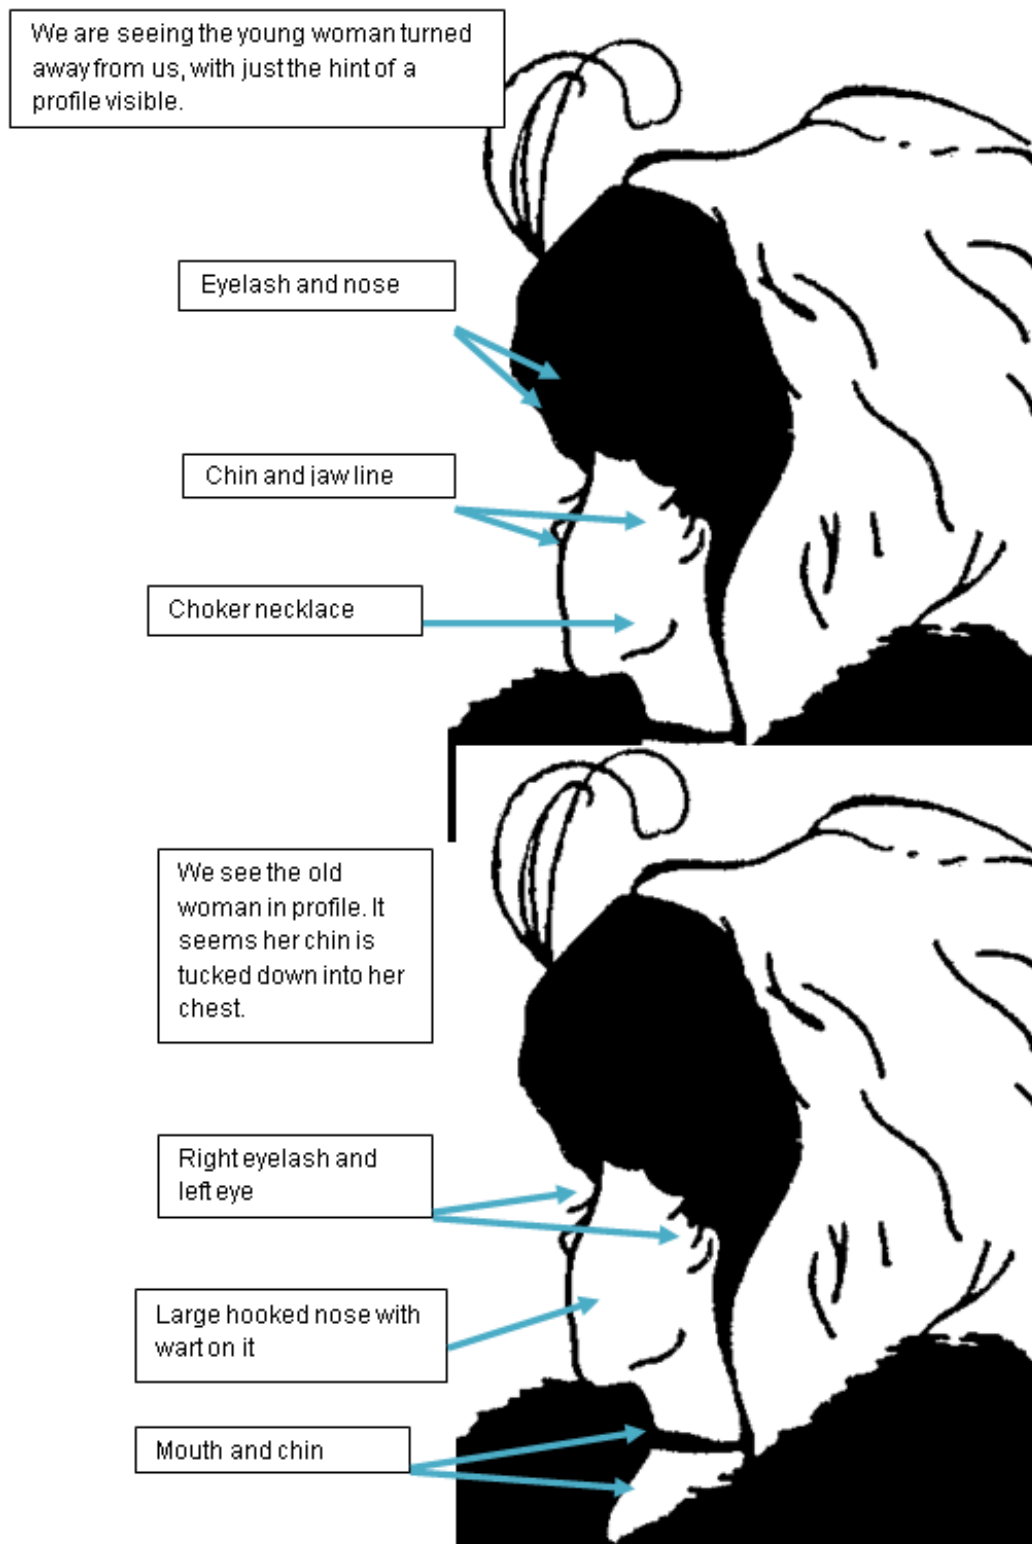 We are seeing the young woman turned
away from us, with just the hint of a
profile visible.
Eyelash and nose
Chin and jaw line
Choker necklace
We see the old
woman in profile. It
seems her chin is
tucked down into her
chest.
Right eyelash and
left eye
Large hooked nose with
wart on it
Mouth and chin